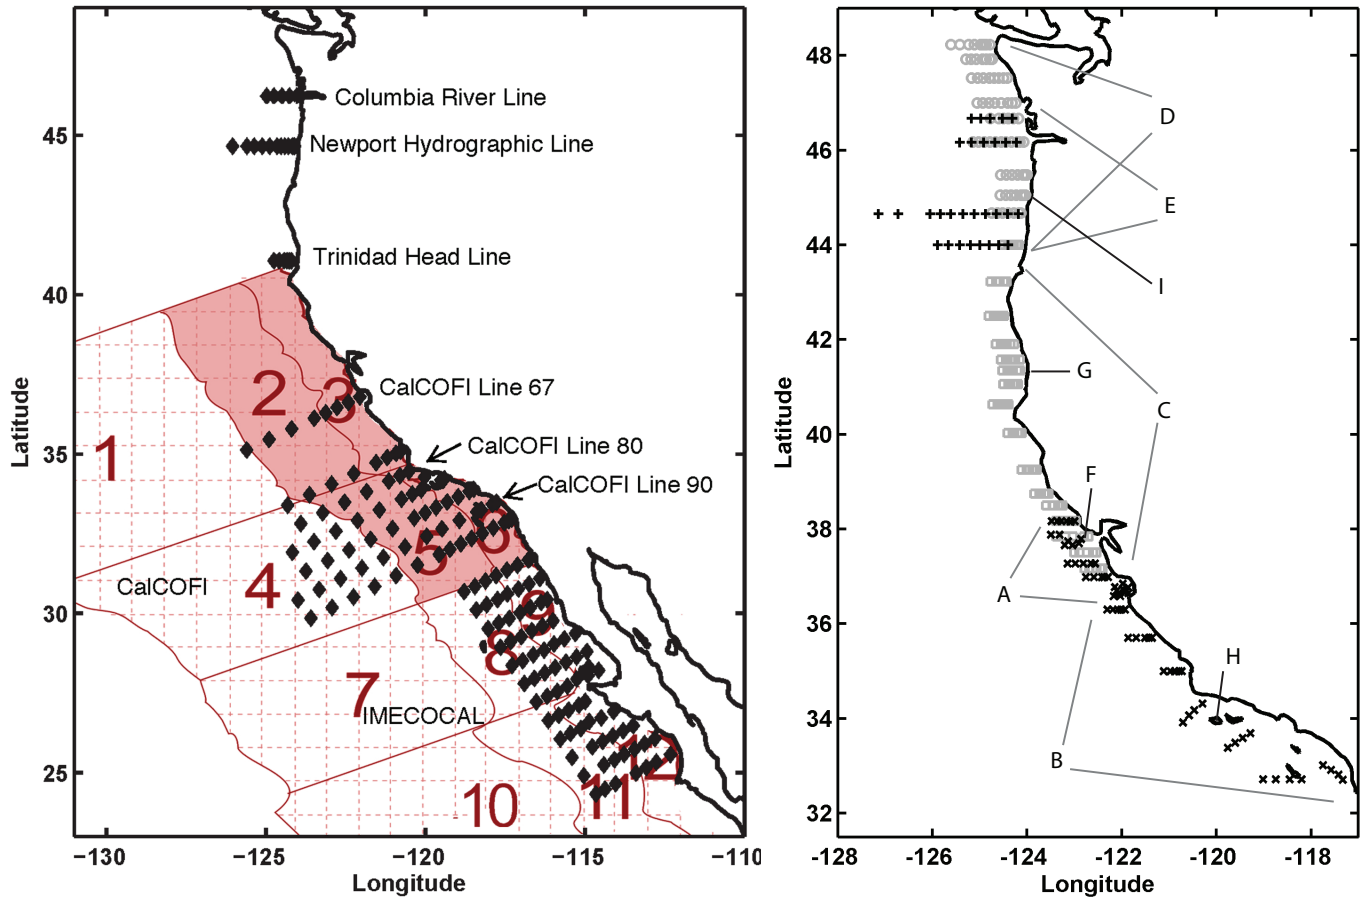 Columbia River Line
Newport Hydrographic Line
Trinidad Head Line
CalCOFI Line 67
CalCOFI Line 80
CalCOFI Line 90
CalCOFI
IMECOCAL
1
2
3
4
5
6
7
8
9
10
11
12
45
40
35
30
25
Latitude
−130
−125
−120
−115
−110
Longitude
48
46
44
42
40
38
36
34
32
Latitude
D
E
I
G
C
F
A
H
B
-128
-126
-124
-122
-120
-118
Longitude